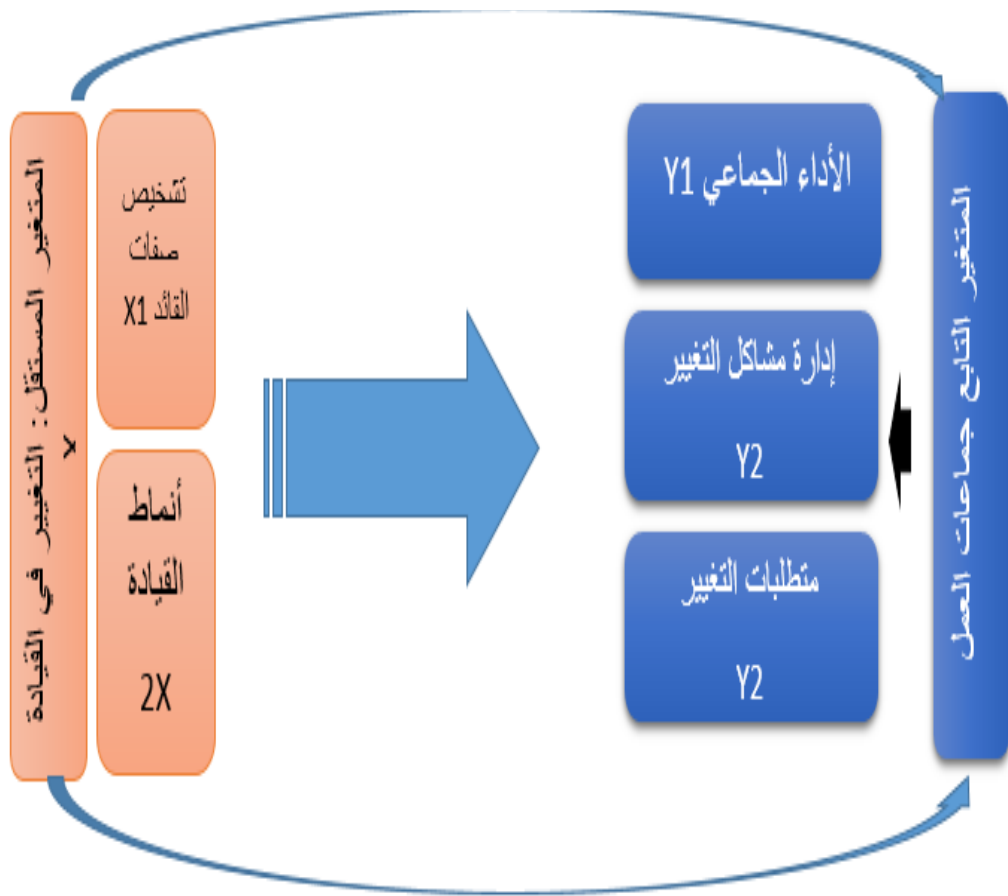 المتغير المستقل: التغيير في القيادة
X
تشخيص
صفات
القائد X1
أنماط
القيادة
2X
الأداء الجماعي Y1
إدارة مشاكل التغيير
Y2
متطلبات التغيير
Y2
المتغير التابع جماعات العمل